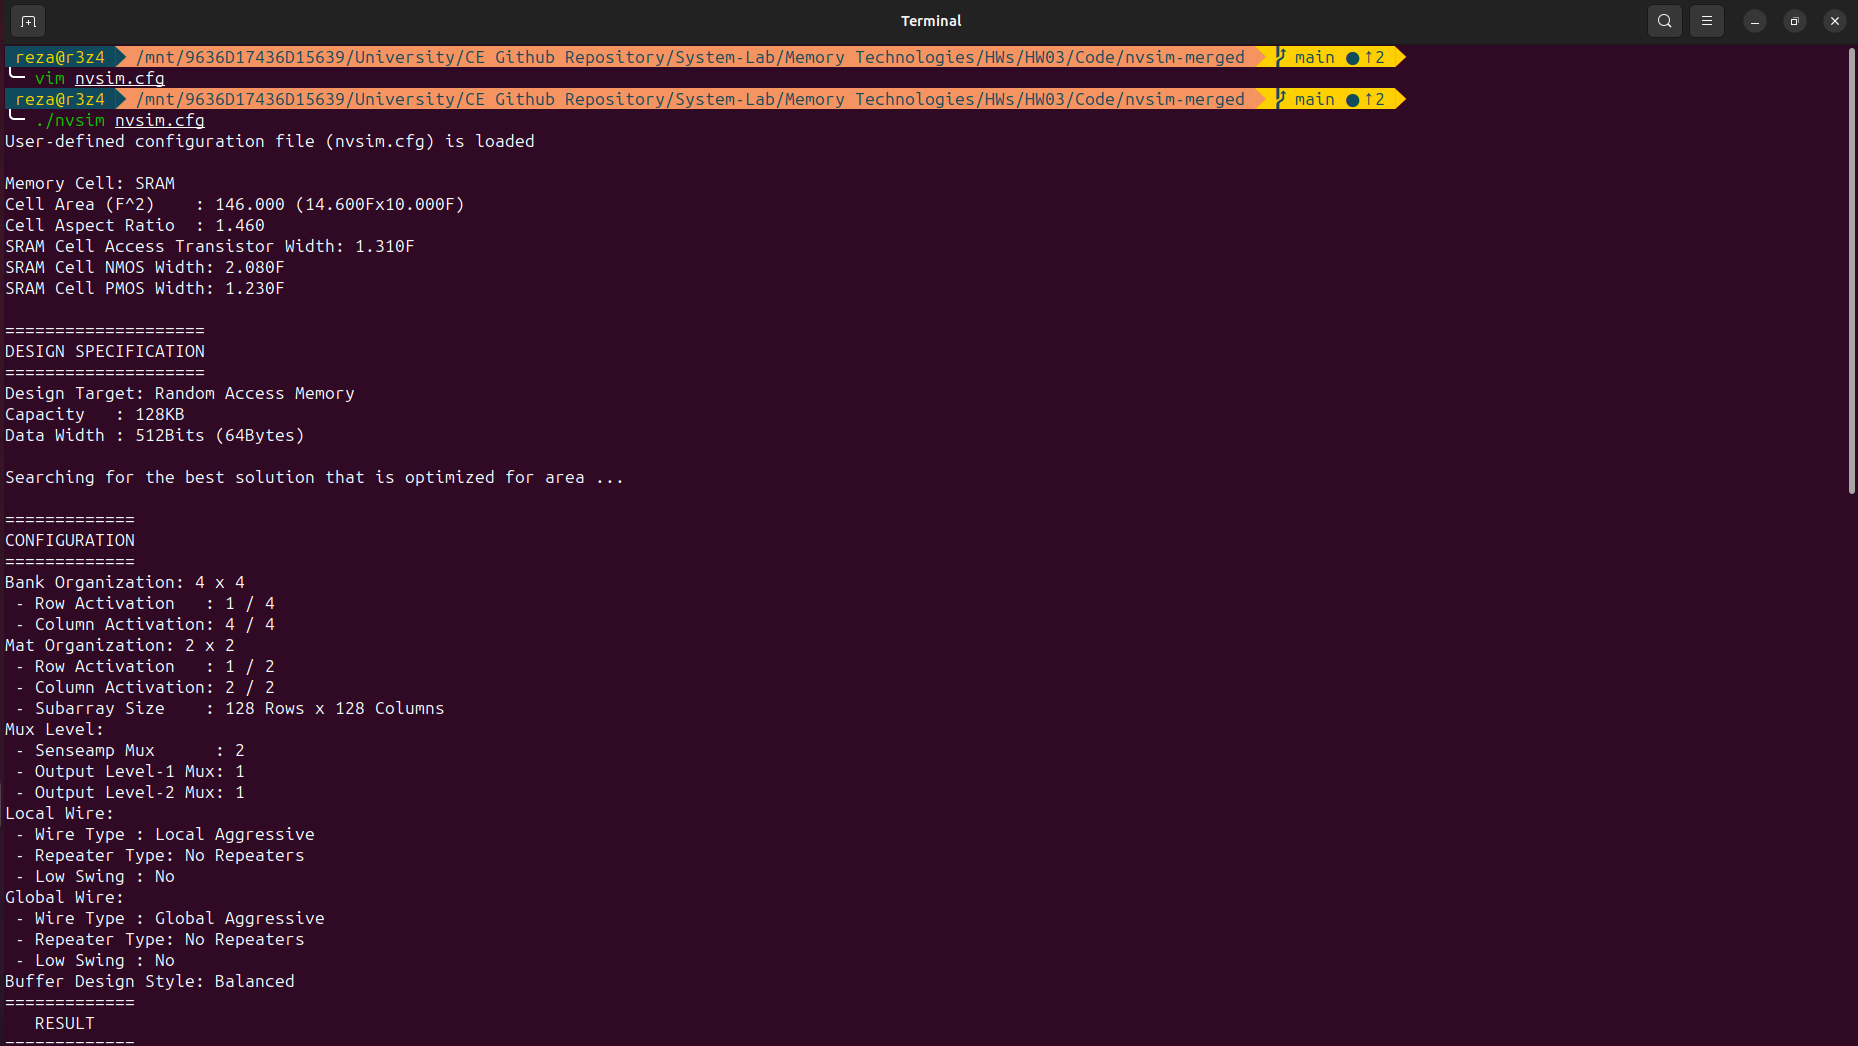 Terminal
reza@r3z4 /mnt/9636D17436D15639/University/CE Github Repository/System-Lab/Memory Technologies/HWs/HW03/Code/nvsim-merged main ●↑2
vim nvsim.cfg
reza@r3z4 /mnt/9636D17436D15639/University/CE Github Repository/System-Lab/Memory Technologies/HWs/HW03/Code/nvsim-merged main ●↑2
./nvsim nvsim.cfg
User-defined configuration file (nvsim.cfg) is loaded
Memory Cell: SRAM
Cell Area (F^2)    : 146.000 (14.600Fx10.000F)
Cell Aspect Ratio  : 1.460
SRAM Cell Access Transistor Width: 1.310F
SRAM Cell NMOS Width: 2.080F
SRAM Cell PMOS Width: 1.230F
====================
DESIGN SPECIFICATION
====================
Design Target: Random Access Memory
Capacity   : 128KB
Data Width : 512Bits (64Bytes)
Searching for the best solution that is optimized for area ...
=============
CONFIGURATION
=============
Bank Organization: 4 x 4
 - Row Activation   : 1 / 4
 - Column Activation: 4 / 4
Mat Organization: 2 x 2
 - Row Activation   : 1 / 2
 - Column Activation: 2 / 2
 - Subarray Size    : 128 Rows x 128 Columns
Mux Level:
 - Senseamp Mux      : 2
 - Output Level-1 Mux: 1
 - Output Level-2 Mux: 1
Local Wire:
 - Wire Type : Local Aggressive
 - Repeater Type: No Repeaters
 - Low Swing : No
Global Wire:
 - Wire Type : Global Aggressive
 - Repeater Type: No Repeaters
 - Low Swing : No
Buffer Design Style: Balanced
=============
   RESULT
=============